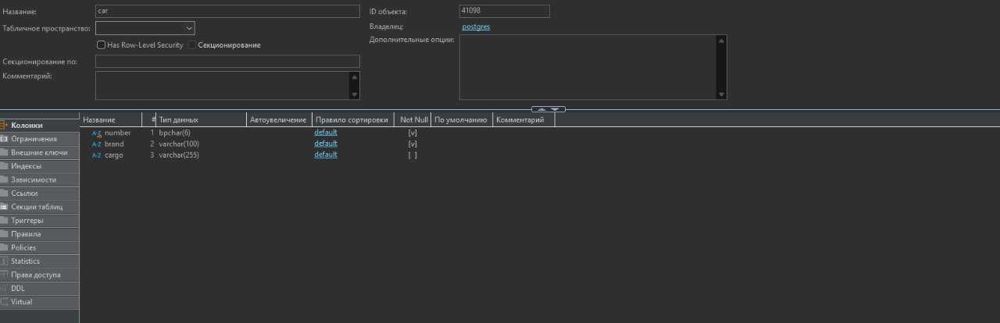 Название: car ID объекта: 41098
Табличное пространство: Владелец: postgres
Дополнительные опции:
Has Row-Level Security Секционирование
Секционирование по:
Комментарий:
Название # Тип данных Автоувеличение Правило сортировки Not Null По умолчанию Комментарий
Колонки
A-Z number 1 bpchar(6) default [v]
Ограничения
A-Z brand 2 varchar(100) default [v]
Внешние ключи
A-Z cargo 3 varchar(255) default [ ]
Индексы
Зависимости
Ссылки
Секции таблиц
Триггеры
Правила
Policies
Statistics
Права доступа
DDL
Virtual